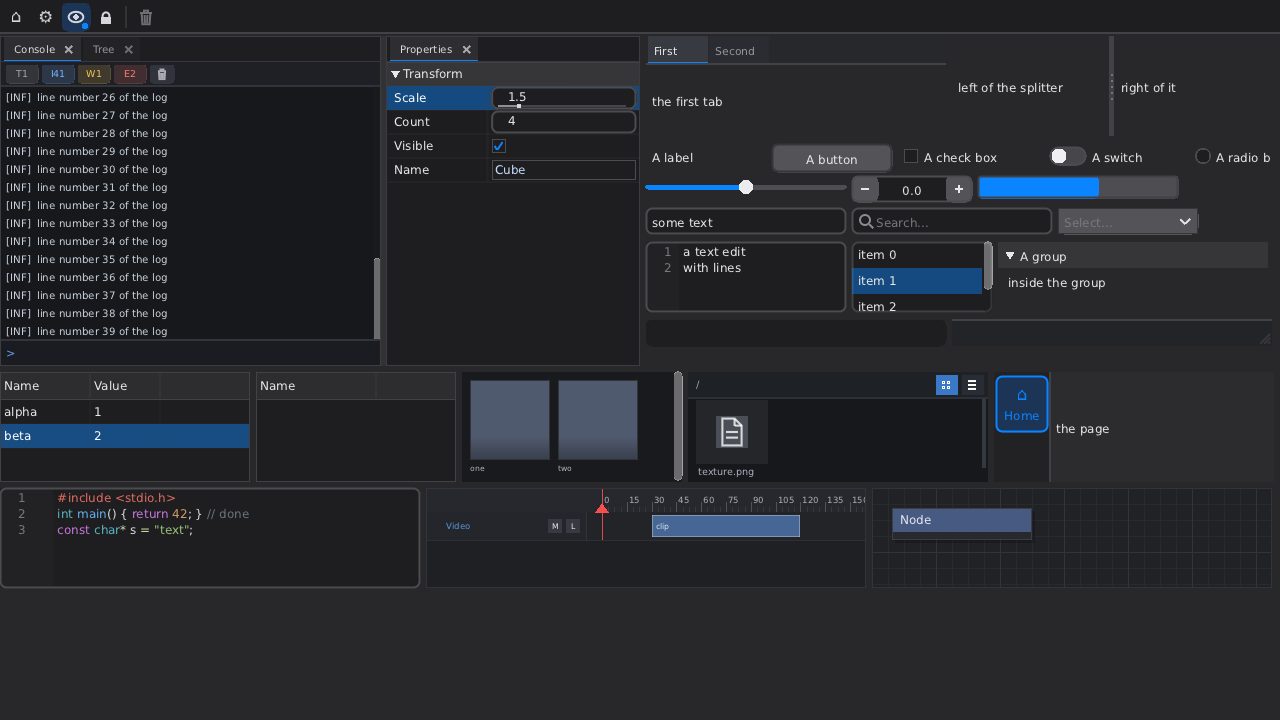 Console
Tree
T1
I41
W1
E2
[INF] line number 26 of the log
[INF] line number 27 of the log
[INF] line number 28 of the log
[INF] line number 29 of the log
[INF] line number 30 of the log
[INF] line number 31 of the log
[INF] line number 32 of the log
[INF] line number 33 of the log
[INF] line number 34 of the log
[INF] line number 35 of the log
[INF] line number 36 of the log
[INF] line number 37 of the log
[INF] line number 38 of the log
[INF] line number 39 of the log
>
Properties
Transform
Scale 1.5
Count 4
Visible
Name Cube
First
Second
the first tab
left of the splitter
right of it
A label
A button
A check box
A switch
A radio b
0.0
some text
Search...
Select...
1 a text edit
2 with lines
item 0
item 1
item 2
A group
inside the group
Name Value
alpha 1
beta 2
Name
one
two
/
texture.png
Home
the page
1 #include <stdio.h>
2 int main() { return 42; } // done
3 const char* s = "text";
0 15 30 45 60 75 90 105 120 135 150
Video M L
clip
Node